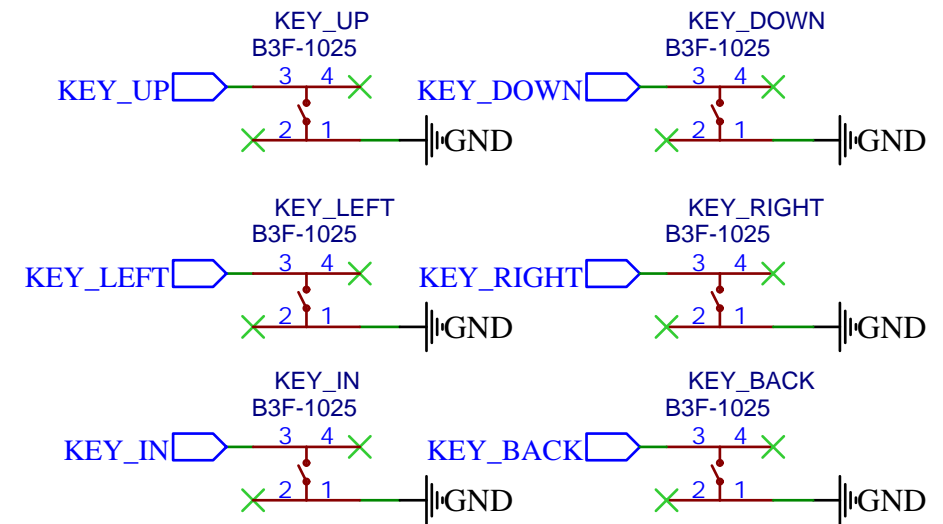 KEY_UP KEY_DOWN
B3F-1025 B3F-1025
KEY_UP 3 4 KEY_DOWN 3 4
2 1 GND 2 1 GND
KEY_LEFT KEY_RIGHT
B3F-1025 B3F-1025
KEY_LEFT 3 4 KEY_RIGHT 3 4
2 1 GND 2 1 GND
KEY_IN KEY_BACK
B3F-1025 B3F-1025
KEY_IN 3 4 KEY_BACK 3 4
2 1 GND 2 1 GND